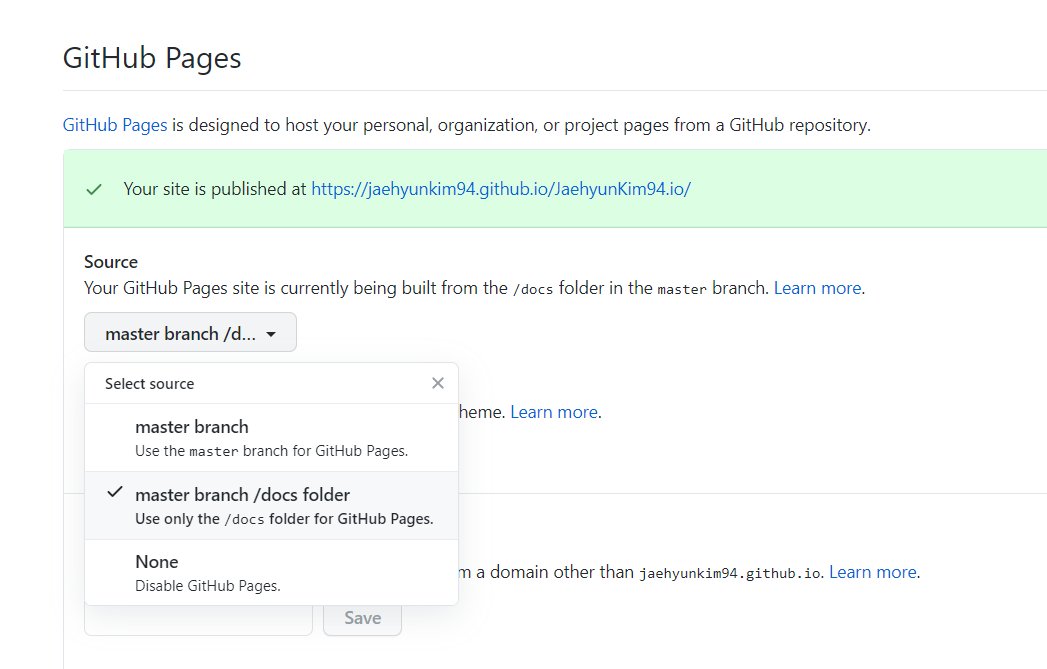 GitHub Pages
GitHub Pages is designed to host your personal, organization, or project pages from a GitHub repository.
Your site is published at https://jaehyunkim94.github.io/JaehyunKim94.io/
Source
Your GitHub Pages site is currently being built from the /docs folder in the master branch. Learn more.
master branch /d...
Select source
heme. Learn more.
master branch
Use the master branch for GitHub Pages.
master branch /docs folder
Use only the /docs folder for GitHub Pages.
None
m a domain other than jaehyunkim94.github.io. Learn more.
Disable GitHub Pages.
Save